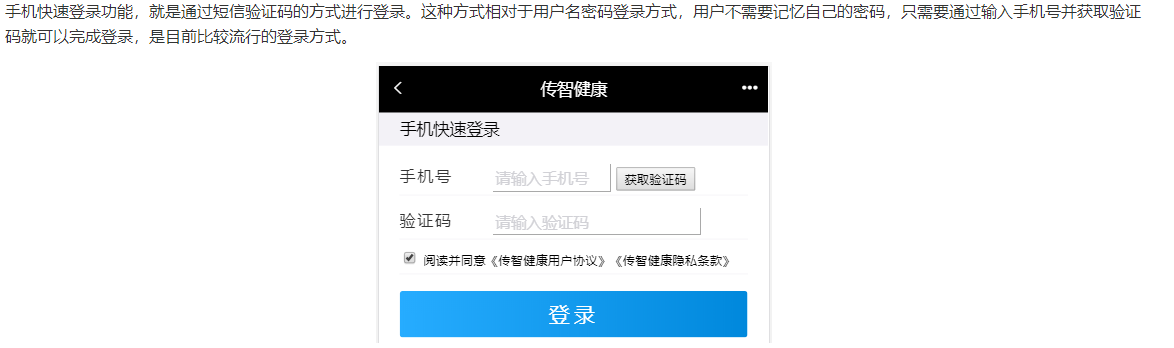 手机快速登录功能，就是通过短信验证码的方式进行登录。这种方式相对于用户名密码登录方式，用户不需要记忆自己的密码，只需要通过输入手机号并获取验证
码就可以完成登录，是目前比较流行的登录方式。
传智健康
手机快速登录
手机号 请输入手机号 获取验证码
验证码 请输入验证码
阅读并同意《传智健康用户协议》《传智健康隐私条款》
登录